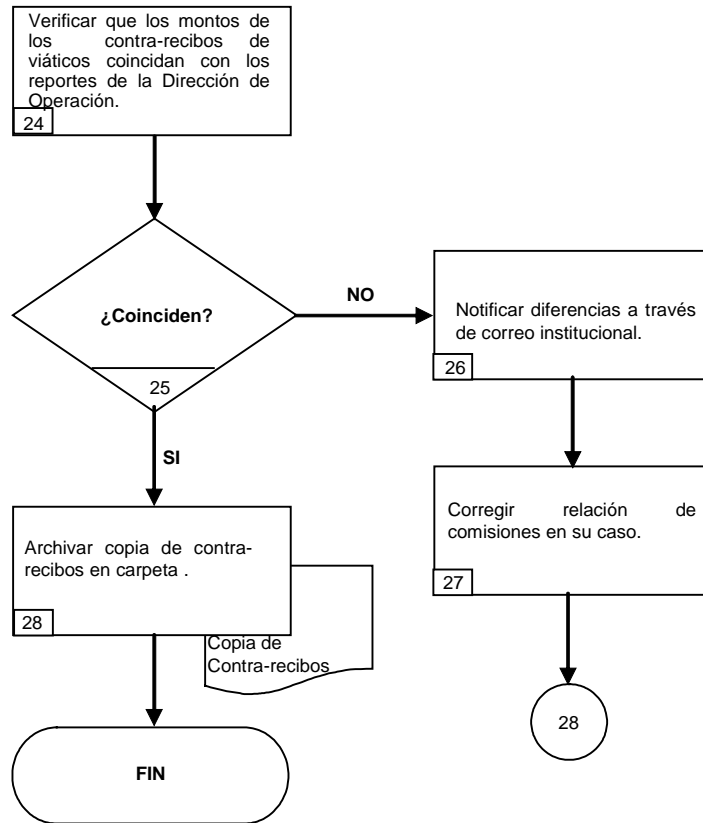 Verificar que los montos de
los contra-recibos de
viáticos coincidan con los
reportes de la Dirección de
Operación.
24
¿Coinciden?
25
NO
Notificar diferencias a través
de correo institucional.
26
SI
Corregir relación de
comisiones en su caso.
27
Archivar copia de contra-
recibos en carpeta .
28
Copia de
Contra-recibos
28
FIN